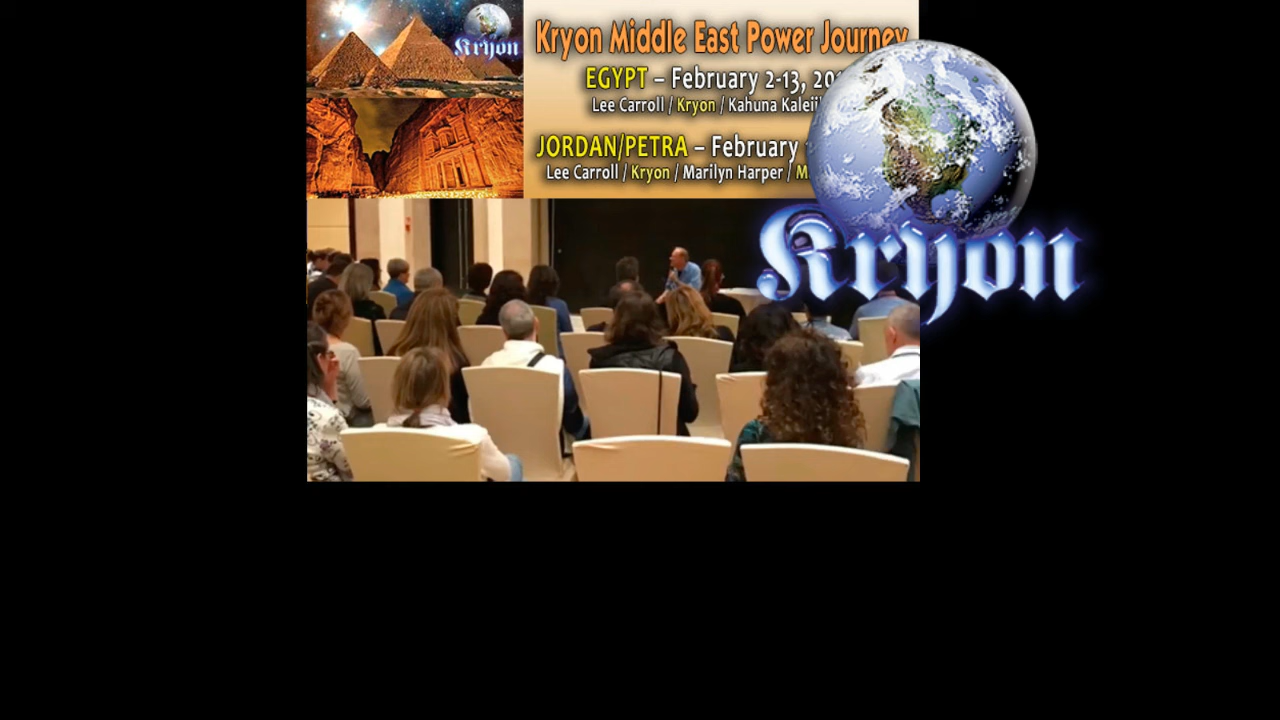 Kryon
Kryon Middle East Power Journey
EGYPT – February 2-13,
Lee Carroll / Kryon / Kahuna
JORDAN/PETRA – February
Lee Carroll / Kryon / Marilyn Harper /
Kryon